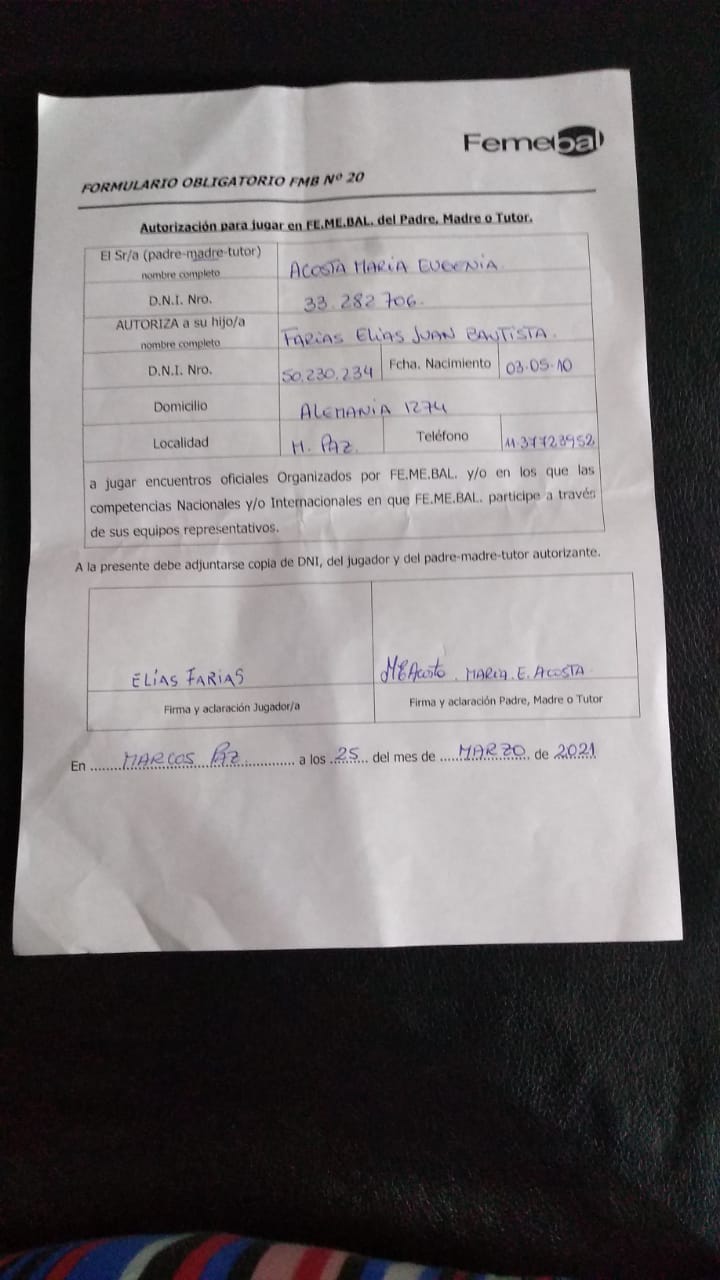 Femebal
FORMULARIO OBLIGATORIO FMB Nº 20
Autorización para jugar en FE.ME.BAL. del Padre, Madre o Tutor.
El Sr/a (padre-madre-tutor) nombre completo ACOSTA MARIA EUGENIA
D.N.I. Nro. 33.282.706.
AUTORIZA a su hijo/a nombre completo FARIAS ELIAS JUAN BAUTISTA.
D.N.I. Nro. 50.230.234 Fcha. Nacimiento 03-05-10
Domicilio ALEMANIA 1274
Localidad M. PAZ Teléfono 11-37723952
a jugar encuentros oficiales Organizados por FE.ME.BAL. y/o en los que las
competencias Nacionales y/o Internacionales en que FE.ME.BAL. participe a través
de sus equipos representativos.
A la presente debe adjuntarse copia de DNI, del jugador y del padre-madre-tutor autorizante.
ELÍAS FARIAS
Firma y aclaración Jugador/a
MEAcosta. MARIA. E. ACOSTA
Firma y aclaración Padre, Madre o Tutor
En MARCOS PAZ a los 25 del mes de MARZO de 2021